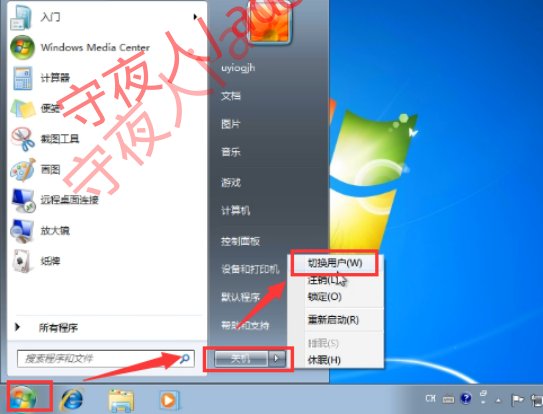 入门
Windows Media Center
计算器
便笺
截图工具
画图
远程桌面连接
放大镜
纸牌
所有程序
搜索程序和文件
uyiogjh
文档
图片
音乐
游戏
计算机
控制面板
设备和打印机
默认程序
帮助和支持
关机
切换用户(W)
注销(L)
锁定(O)
重新启动(R)
睡眠(S)
休眠(H)
CH
守夜人
守夜人